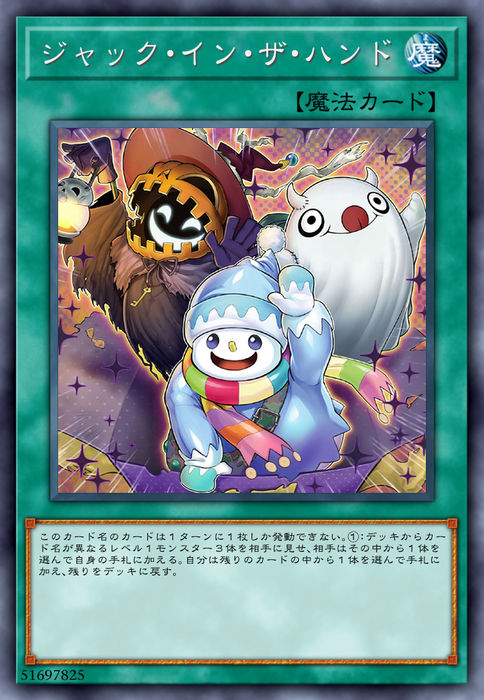 ジャック・イン・ザ・ハンド
魔
【魔法カード】
このカード名のカードは1ターンに1枚しか発動できない。①:デッキからカー
ド名が異なるレベル1モンスター3体を相手に見せ、相手はその中から1体を
選んで自身の手札に加える。自分は残りのカードの中から1体を選んで手札に
加え、残りをデッキに戻す。
51697825